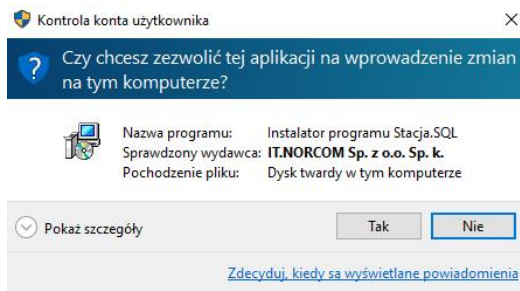 Kontrola konta użytkownika
Czy chcesz zezwolić tej aplikacji na wprowadzenie zmian
na tym komputerze?
Nazwa programu: Instalator programu Stacja.SQL
Sprawdzony wydawca: IT.NORCOM Sp. z o.o. Sp. k.
Pochodzenie pliku: Dysk twardy w tym komputerze
Pokaż szczegóły Tak Nie
Zdecyduj, kiedy są wyświetlane powiadomienia